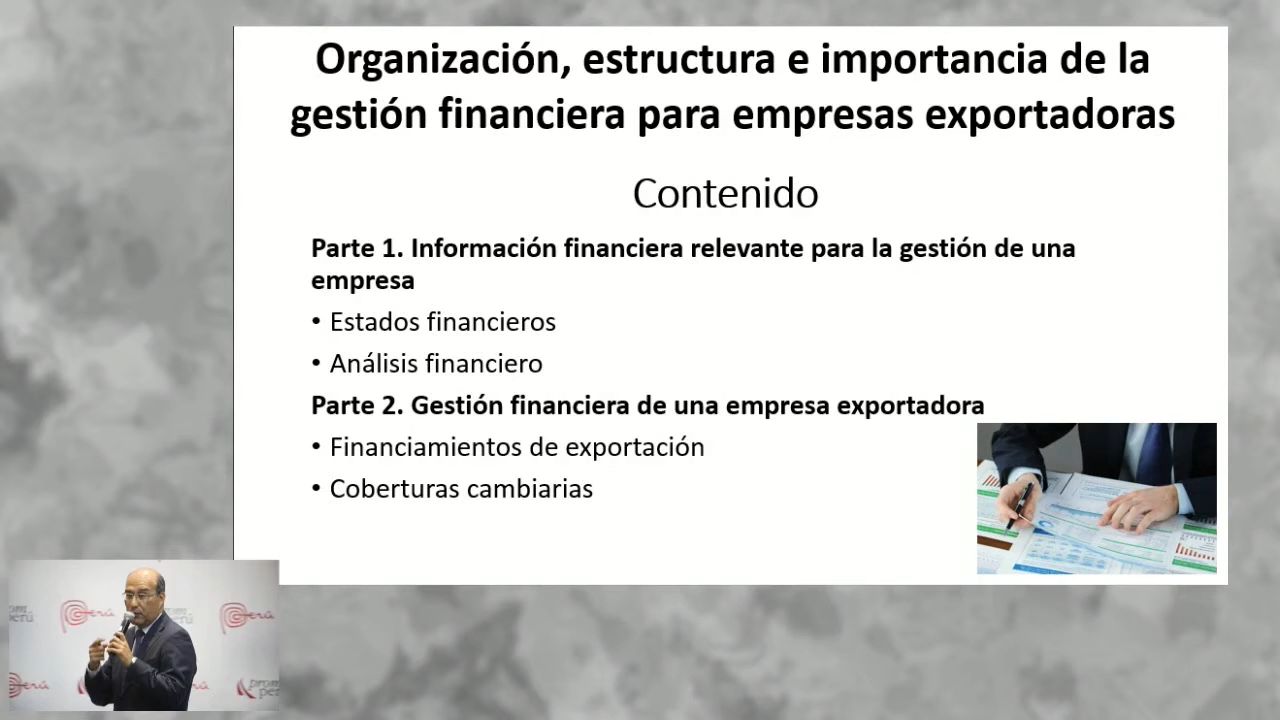 Organización, estructura e importancia de la
gestión financiera para empresas exportadoras
Contenido
Parte 1. Información financiera relevante para la gestión de una
empresa
• Estados financieros
• Análisis financiero
Parte 2. Gestión financiera de una empresa exportadora
• Financiamientos de exportación
• Coberturas cambiarias
Perú
Perú